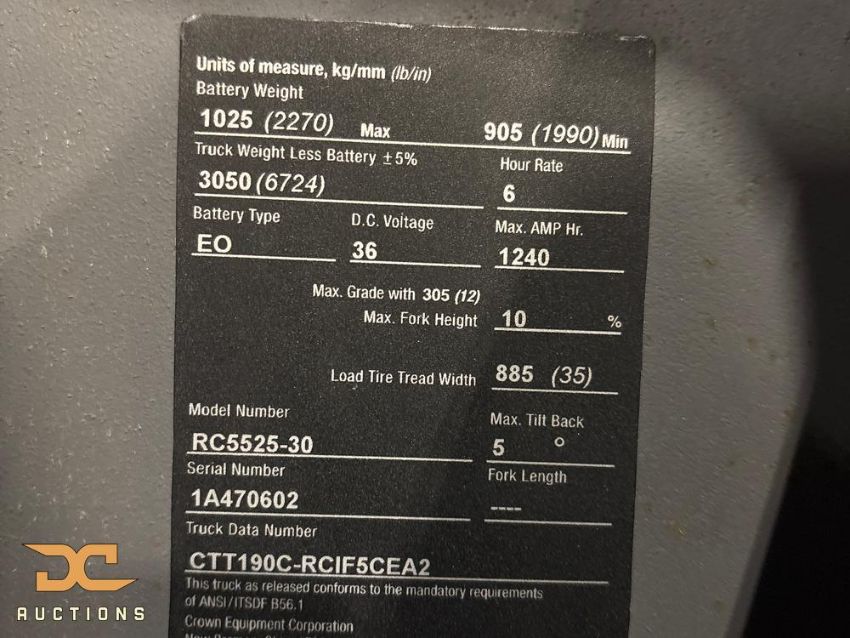 Units of measure, kg/mm (lb/in)
Battery Weight
1025 (2270) Max 905 (1990) Min
Truck Weight Less Battery ±5% Hour Rate
3050 (6724) 6
Battery Type D.C. Voltage Max. AMP Hr.
EO 36 1240
Max. Grade with 305 (12)
Max. Fork Height 10 %
Load Tire Tread Width 885 (35)
Model Number Max. Tilt Back
RC5525-30 5 °
Serial Number Fork Length
1A470602 ----
Truck Data Number
CTT190C-RCIF5CEA2
This truck as released conforms to the mandatory requirements
of ANSI/ITSDF B56.1
Crown Equipment Corporation
DC
AUCTIONS